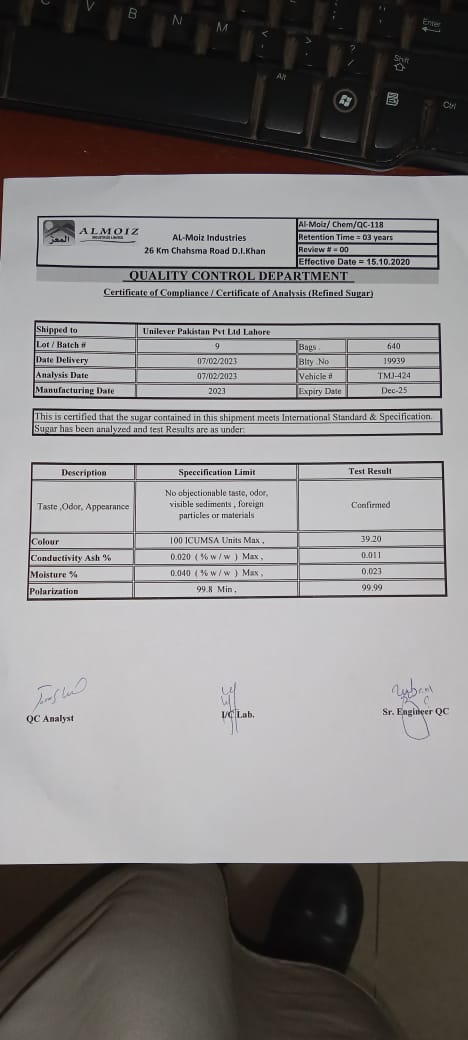 C V B N M < > ? /
Enter
Shift
Alt
Ctrl
ALMOIZ
INDUSTRIES LIMITED
المعز
AL-Moiz Industries
26 Km Chahsma Road D.I.Khan
Al-Moiz/ Chem/QC-118
Retention Time = 03 years
Review # = 00
Effective Date = 15.10.2020
QUALITY CONTROL DEPARTMENT
Certificate of Compliance / Certificate of Analysis (Refined Sugar)
Shipped to Unilever Pakistan Pvt Ltd Lahore
Lot / Batch # 9 Bags . 640
Date Delivery 07/02/2023 Blty .No 19939
Analysis Date 07/02/2023 Vehicle # TMJ-424
Manufacturing Date 2023 Expiry Date Dec-25
This is certified that the sugar contained in this shipment meets International Standard & Specification.
Sugar has been analyzed and test Results are as under:
Description Speccification Limit Test Result
Taste ,Odor, Appearance No objectionable taste, odor, visible sediments , foreign particles or materials Confirmed
Colour 100 ICUMSA Units Max , 39.20
Conductivity Ash % 0.020 ( % w / w ) Max , 0.011
Moisture % 0.040 ( % w / w ) Max , 0.023
Polarization 99.8 Min , 99.99
QC Analyst I/C Lab. Sr. Engineer QC